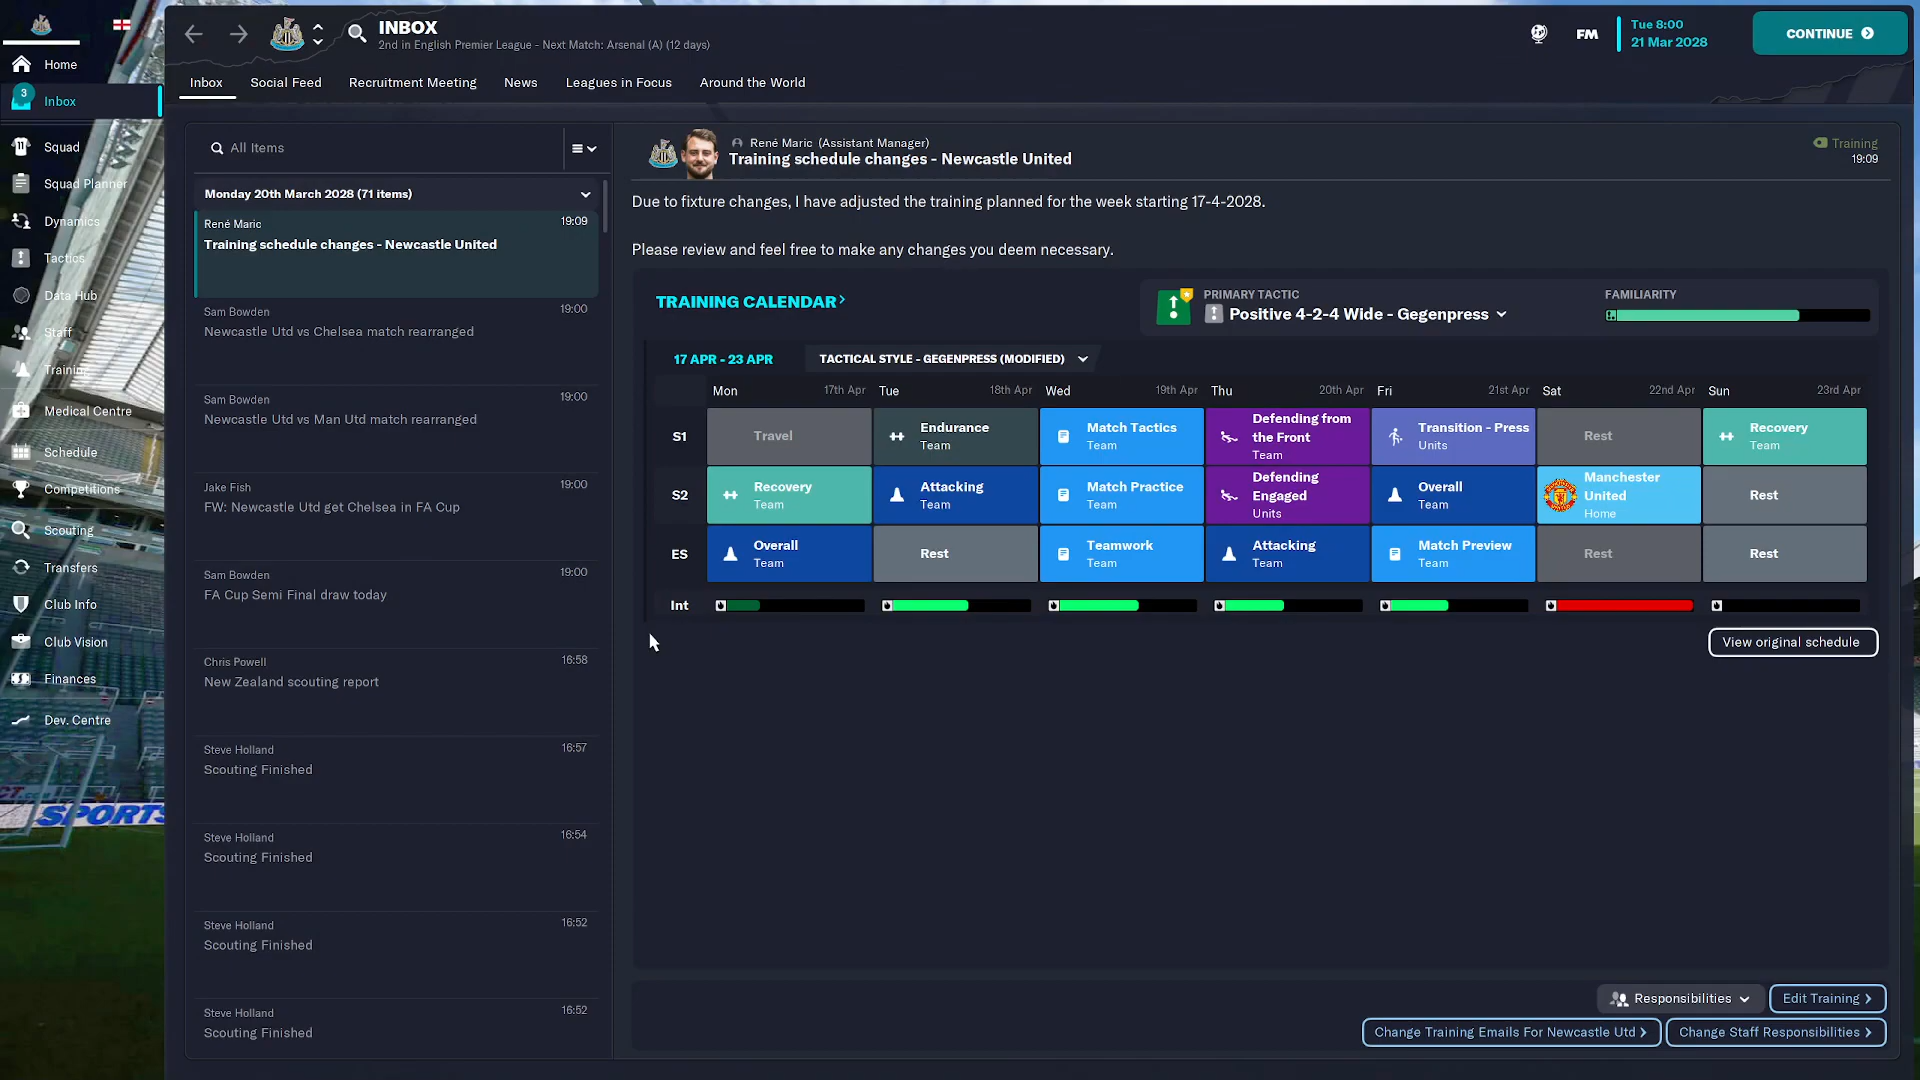 INBOX
2nd in English Premier League - Next Match: Arsenal (A) (12 days)
FM
Tue 8:00
21 Mar 2028
CONTINUE
Home
3
Inbox
Squad
Squad Planner
Dynamics
Tactics
Data Hub
Staff
Training
Medical Centre
Schedule
Competitions
Scouting
Transfers
Club Info
Club Vision
Finances
Dev. Centre
Inbox
Social Feed
Recruitment Meeting
News
Leagues in Focus
Around the World
All Items
Monday 20th March 2028 (71 items)
René Maric
19:09
Training schedule changes - Newcastle United
Sam Bowden
19:00
Newcastle Utd vs Chelsea match rearranged
Sam Bowden
19:00
Newcastle Utd vs Man Utd match rearranged
Jake Fish
19:00
FW: Newcastle Utd get Chelsea in FA Cup
Sam Bowden
19:00
FA Cup Semi Final draw today
Chris Powell
16:58
New Zealand scouting report
Steve Holland
16:57
Scouting Finished
Steve Holland
16:54
Scouting Finished
Steve Holland
16:52
Scouting Finished
Steve Holland
16:52
Scouting Finished
René Maric (Assistant Manager)
Training schedule changes - Newcastle United
Training
19:09
Due to fixture changes, I have adjusted the training planned for the week starting 17-4-2028.
Please review and feel free to make any changes you deem necessary.
TRAINING CALENDAR
PRIMARY TACTIC
Positive 4-2-4 Wide - Gegenpress
FAMILIARITY
17 APR - 23 APR
TACTICAL STYLE - GEGENPRESS (MODIFIED)
Mon 17th Apr Tue 18th Apr Wed 19th Apr Thu 20th Apr Fri 21st Apr Sat 22nd Apr Sun 23rd Apr
S1
Travel
Endurance
Team
Match Tactics
Team
Defending from
the Front
Team
Transition - Press
Units
Rest
Recovery
Team
S2
Recovery
Team
Attacking
Team
Match Practice
Team
Defending
Engaged
Units
Overall
Team
Manchester
United
Home
Rest
ES
Overall
Team
Rest
Teamwork
Team
Attacking
Team
Match Preview
Team
Rest
Rest
Int
View original schedule
Responsibilities
Edit Training
Change Training Emails For Newcastle Utd
Change Staff Responsibilities
SPORTS